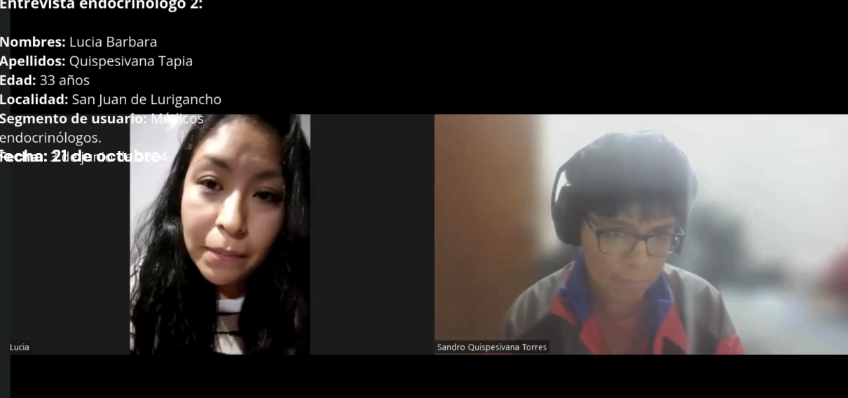 Entrevista endocrinólogo 2:
Nombres: Lucia Barbara
Apellidos: Quispesivana Tapia
Edad: 33 años
Localidad: San Juan de Lurigancho
Segmento de usuario: Médicos
endocrinólogos.
fecha: 21 de octubre
Lucia
Sandro Quispesivana Torres